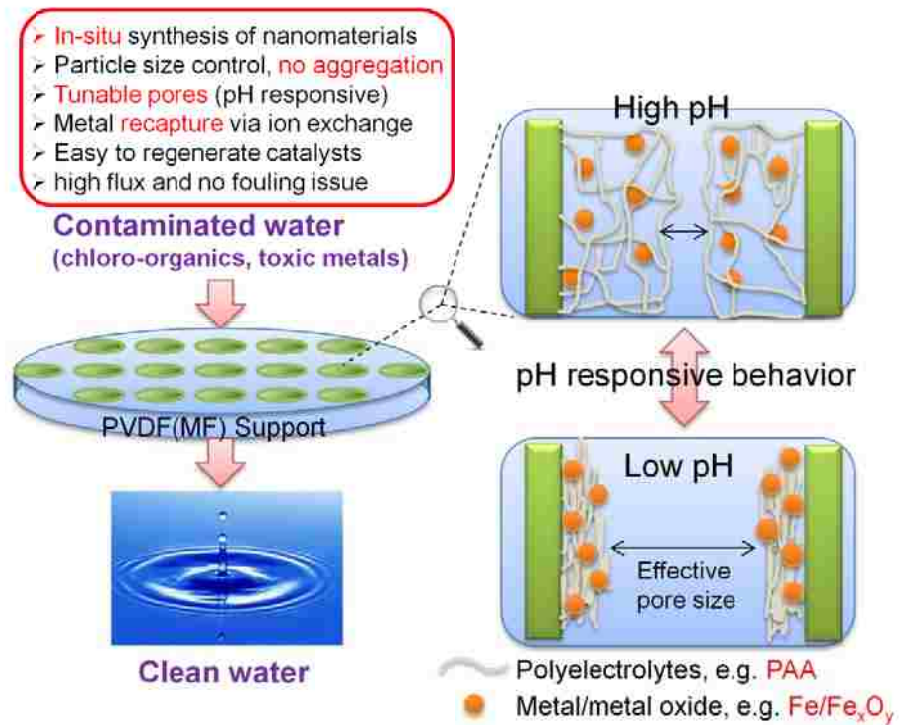 ➢ In-situ synthesis of nanomaterials
➢ Particle size control, no aggregation
➢ Tunable pores (pH responsive)
➢ Metal recapture via ion exchange
➢ Easy to regenerate catalysts
➢ high flux and no fouling issue
Contaminated water
(chloro-organics, toxic metals)
PVDF(MF) Support
Clean water
High pH
pH responsive behavior
Low pH
Effective
pore size
Polyelectrolytes, e.g. PAA
Metal/metal oxide, e.g. Fe/FeₓOᵧ